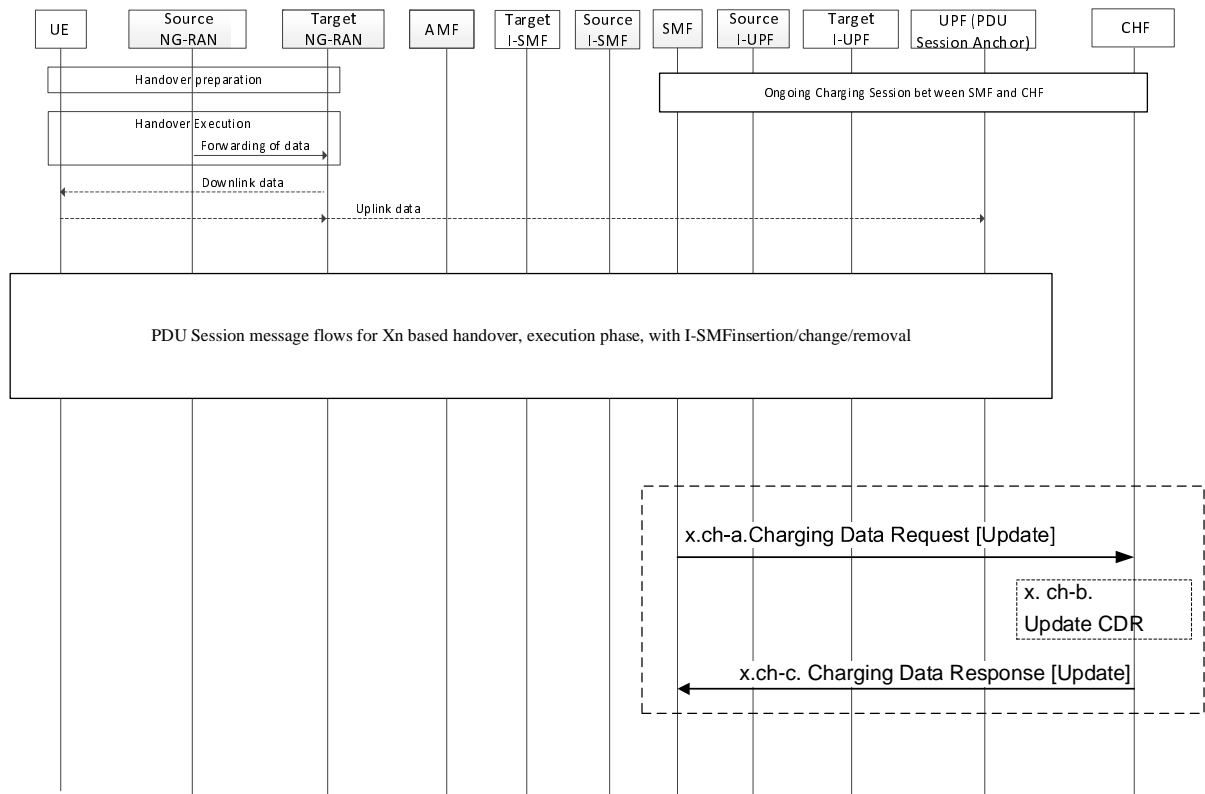 UE
Source
NG-RAN
Target
NG-RAN
AMF
Target
I-SMF
Source
I-SMF
SMF
Source
I-UPF
Target
I-UPF
UPF (PDU
Session Anchor)
CHF
Handover preparation
Ongoing Charging Session between SMF and CHF
Handover Execution
Forwarding of data
Downlink data
Uplink data
PDU Session message flows for Xn based handover, execution phase, with I-SMFinsertion/change/removal
x.ch-a.Charging Data Request [Update]
x. ch-b.
Update CDR
x.ch-c. Charging Data Response [Update]